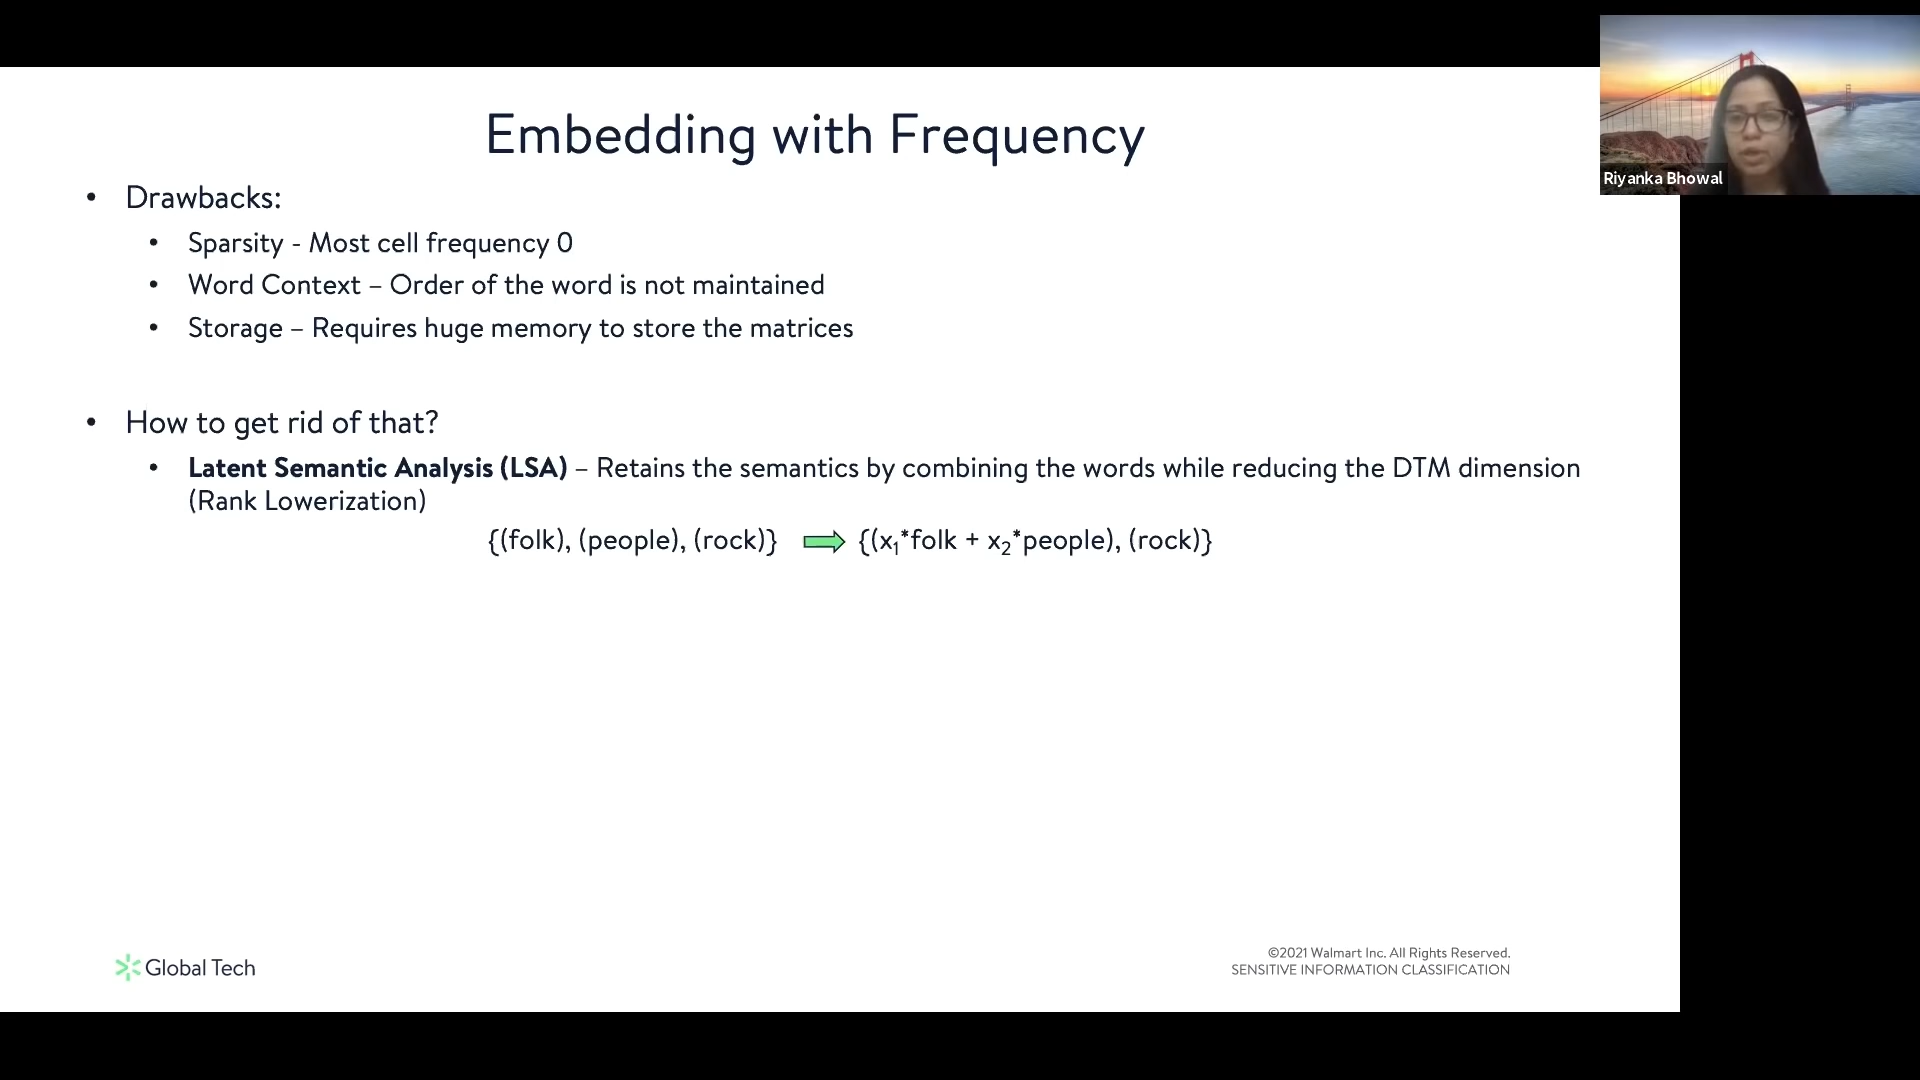 Embedding with Frequency
Riyanka Bhowal
• Drawbacks:
• Sparsity - Most cell frequency 0
• Word Context – Order of the word is not maintained
• Storage – Requires huge memory to store the matrices
• How to get rid of that?
• Latent Semantic Analysis (LSA) – Retains the semantics by combining the words while reducing the DTM dimension
(Rank Lowerization)
{(folk), (people), (rock)} ⇒ {(x₁*folk + x₂*people), (rock)}
Global Tech
©2021 Walmart Inc. All Rights Reserved.
SENSITIVE INFORMATION CLASSIFICATION